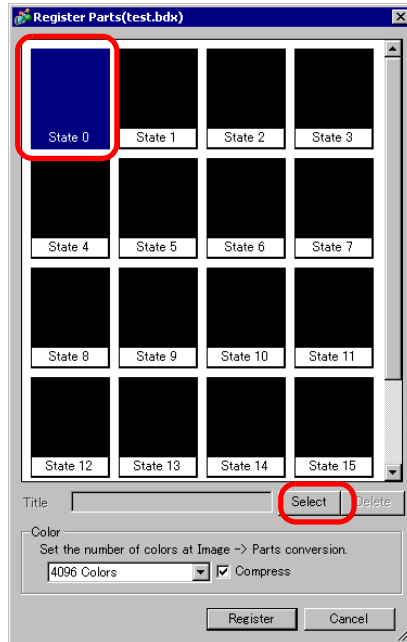 Register Parts(test.bdx)
State 0 State 1 State 2 State 3
State 4 State 5 State 6 State 7
State 8 State 9 State 10 State 11
State 12 State 13 State 14 State 15
Title Select Delete
Color
Set the number of colors at Image -> Parts conversion.
4096 Colors Compress
Register Cancel